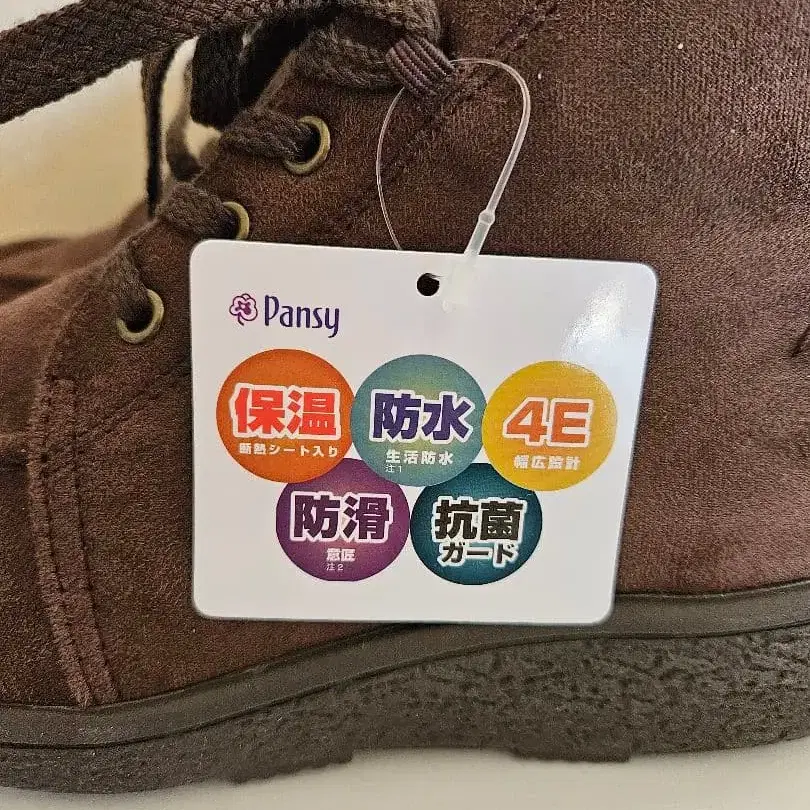 Pansy
保温
断熱シート入り
防水
生活防水
注1
4E
幅広設計
防滑
意匠
注2
抗菌
ガード